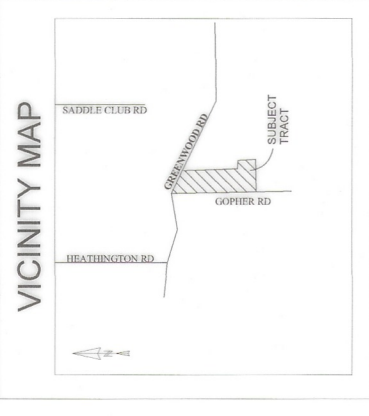 VICINITY MAP
SADDLE CLUB RD
GREENWOOD RD
SUBJECT
TRACT
GOPHER RD
HEATHINGTON RD
N